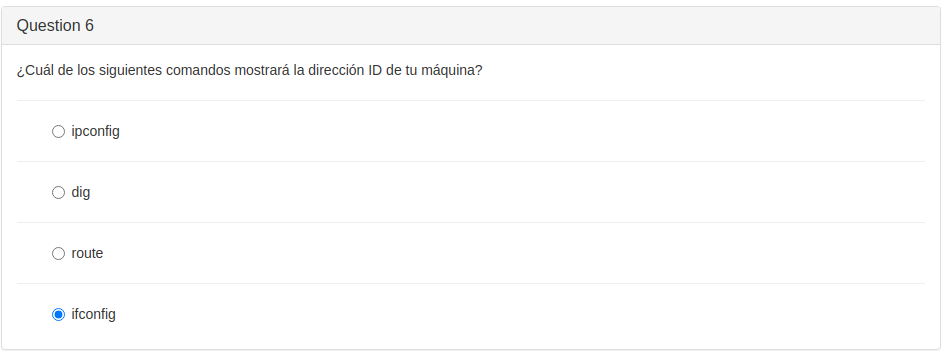 Question 6
¿Cuál de los siguientes comandos mostrará la dirección ID de tu máquina?
ipconfig
dig
route
ifconfig